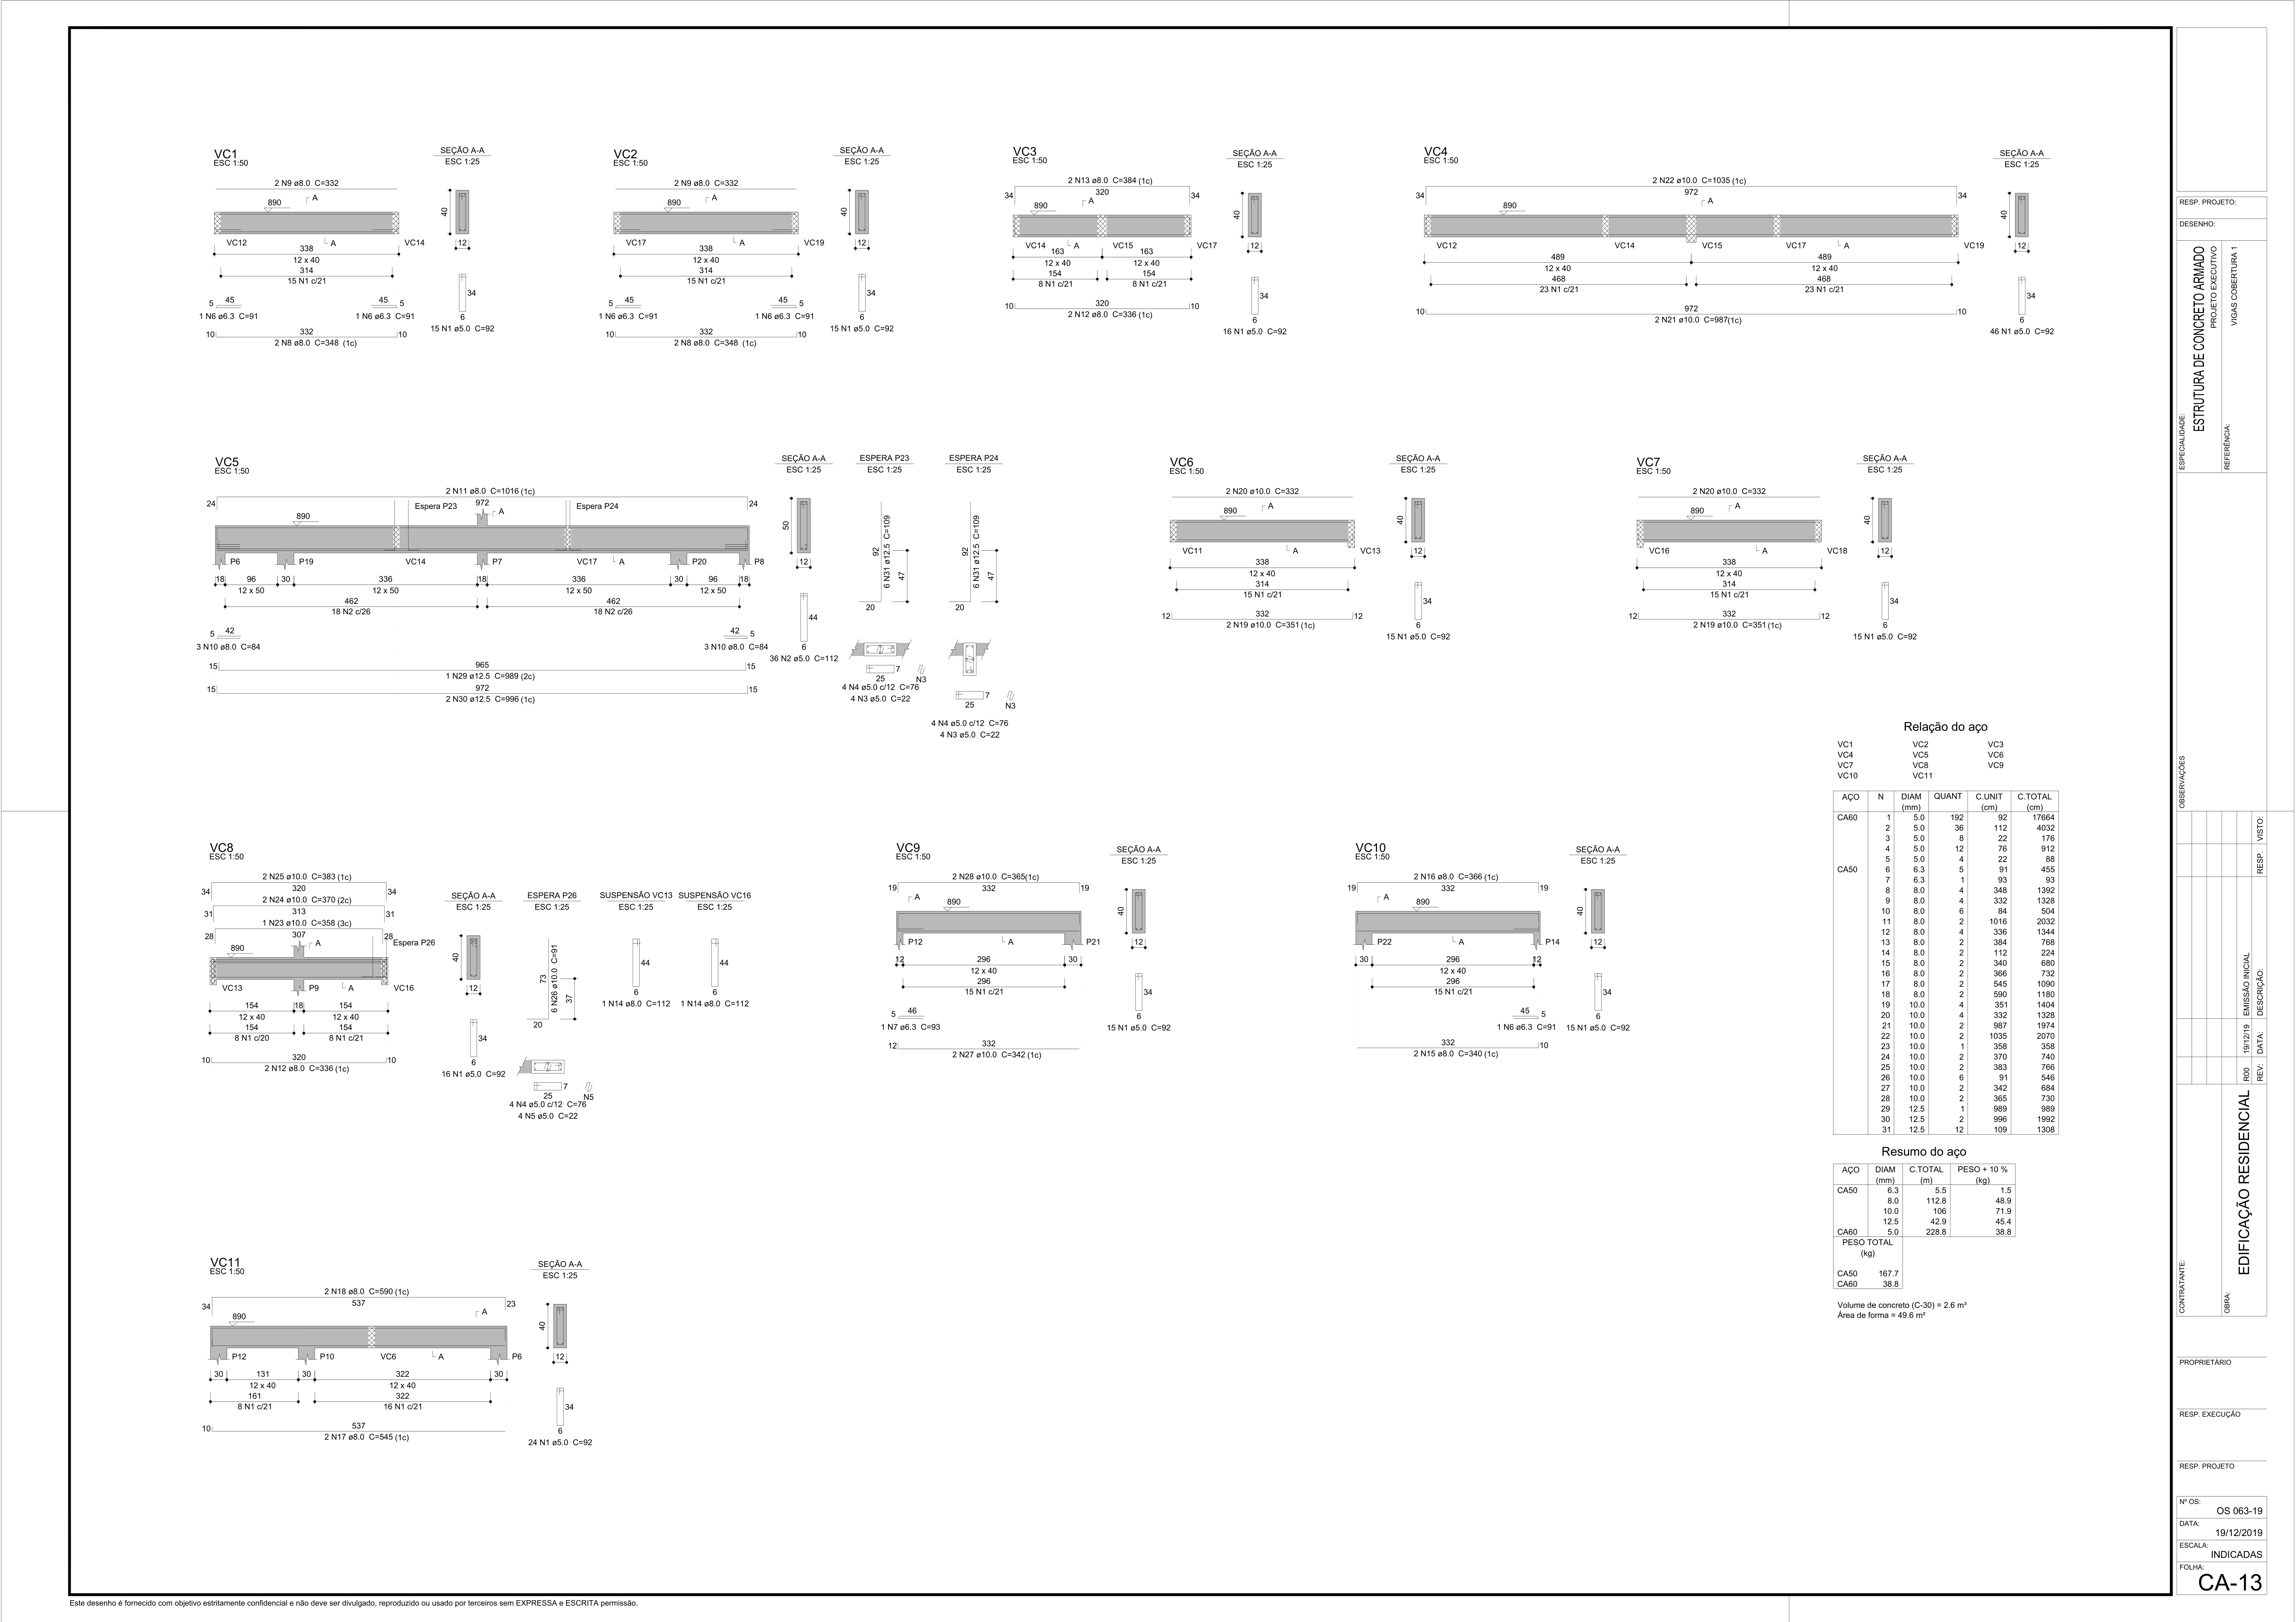 VC1
ESC 1:50
SEÇÃO A-A
ESC 1:25
2 N9 ø8.0 C=332
890
A
40
VC12
A
VC14
12
338
12 x 40
314
15 N1 c/21
34
5 45
45 5
6
1 N6 ø6.3 C=91
1 N6 ø6.3 C=91
15 N1 ø5.0 C=92
10 332 10
2 N8 ø8.0 C=348 (1c)
VC2
ESC 1:50
SEÇÃO A-A
ESC 1:25
2 N9 ø8.0 C=332
890
A
40
VC17
A
VC19
12
338
12 x 40
314
15 N1 c/21
34
5 45
45 5
6
1 N6 ø6.3 C=91
1 N6 ø6.3 C=91
15 N1 ø5.0 C=92
10 332 10
2 N8 ø8.0 C=348 (1c)
VC3
ESC 1:50
SEÇÃO A-A
ESC 1:25
2 N13 ø8.0 C=384 (1c)
34 320 34
890
A
40
VC14
A
VC15
VC17
12
163 163
12 x 40 12 x 40
154 154
8 N1 c/21 8 N1 c/21
34
10 320 10
2 N12 ø8.0 C=336 (1c)
6
16 N1 ø5.0 C=92
VC4
ESC 1:50
SEÇÃO A-A
ESC 1:25
2 N22 ø10.0 C=1035 (1c)
34 972 34
890
A
40
VC12
VC14
VC15
VC17
A
VC19
12
489 489
12 x 40 12 x 40
468 468
23 N1 c/21 23 N1 c/21
34
10 972 10
2 N21 ø10.0 C=987(1c)
6
46 N1 ø5.0 C=92
VC5
ESC 1:50
SEÇÃO A-A
ESC 1:25
ESPERA P23
ESC 1:25
ESPERA P24
ESC 1:25
2 N11 ø8.0 C=1016 (1c)
24 972 24
Espera P23
Espera P24
890
A
50
P6
P19
VC14
P7
VC17
A
P20
P8
12
18 96 30 336 18 336 30 96 18
12 x 50 12 x 50 12 x 50 12 x 50
462 462
18 N2 c/26 18 N2 c/26
44
5 42
42 5
3 N10 ø8.0 C=84
3 N10 ø8.0 C=84
6
36 N2 ø5.0 C=112
15 965 15
1 N29 ø12.5 C=989 (2c)
15 972 15
2 N30 ø12.5 C=996 (1c)
92
6 N31 ø12.5 C=109
47
20
7
25
N3
4 N4 ø5.0 c/12 C=76
4 N3 ø5.0 C=22
92
6 N31 ø12.5 C=109
47
20
7
25
N3
4 N4 ø5.0 c/12 C=76
4 N3 ø5.0 C=22
VC6
ESC 1:50
SEÇÃO A-A
ESC 1:25
2 N20 ø10.0 C=332
890
A
40
VC11
A
VC13
12
338
12 x 40
314
15 N1 c/21
34
12 332 12
2 N19 ø10.0 C=351 (1c)
6
15 N1 ø5.0 C=92
VC7
ESC 1:50
SEÇÃO A-A
ESC 1:25
2 N20 ø10.0 C=332
890
A
40
VC16
A
VC18
12
338
12 x 40
314
15 N1 c/21
34
12 332 12
2 N19 ø10.0 C=351 (1c)
6
15 N1 ø5.0 C=92
VC8
ESC 1:50
2 N25 ø10.0 C=383 (1c)
34 320 34
2 N24 ø10.0 C=370 (2c)
31 313 31
1 N23 ø10.0 C=358 (3c)
28 307 28
Espera P26
890
A
VC13
P9
A
VC16
154 18 154
12 x 40 12 x 40
154 154
8 N1 c/20 8 N1 c/21
10 320 10
2 N12 ø8.0 C=336 (1c)
SEÇÃO A-A
ESC 1:25
40
12
34
6
16 N1 ø5.0 C=92
ESPERA P26
ESC 1:25
73
6 N26 ø10.0 C=91
37
20
7
25
N5
4 N4 ø5.0 c/12 C=76
4 N5 ø5.0 C=22
SUSPENSÃO VC13
ESC 1:25
44
6
1 N14 ø8.0 C=112
SUSPENSÃO VC16
ESC 1:25
44
6
1 N14 ø8.0 C=112
VC9
ESC 1:50
SEÇÃO A-A
ESC 1:25
2 N28 ø10.0 C=365(1c)
19 332 19
A
890
40
P12
A
P21
12
12 296 30
12 x 40
296
15 N1 c/21
34
5 46
1 N7 ø6.3 C=93
6
15 N1 ø5.0 C=92
12 332
2 N27 ø10.0 C=342 (1c)
VC10
ESC 1:50
SEÇÃO A-A
ESC 1:25
2 N16 ø8.0 C=366 (1c)
19 332 19
A
890
40
P22
A
P14
12
30 296 12
12 x 40
296
15 N1 c/21
34
45 5
1 N6 ø6.3 C=91
6
15 N1 ø5.0 C=92
332 10
2 N15 ø8.0 C=340 (1c)
VC11
ESC 1:50
SEÇÃO A-A
ESC 1:25
2 N18 ø8.0 C=590 (1c)
34 537 23
890
A
40
P12
P10
VC6
A
P6
12
30 131 30 322 30
12 x 40 12 x 40
161 322
8 N1 c/21 16 N1 c/21
34
10 537
2 N17 ø8.0 C=545 (1c)
6
24 N1 ø5.0 C=92
Relação do aço
VC1 VC2 VC3
VC4 VC5 VC6
VC7 VC8 VC9
VC10 VC11
AÇO N DIAM QUANT C.UNIT C.TOTAL
(mm) (cm) (cm)
CA60 1 5.0 192 92 17664
2 5.0 36 112 4032
3 5.0 8 22 176
4 5.0 12 76 912
5 5.0 4 22 88
CA50 6 6.3 5 91 455
7 6.3 1 93 93
8 8.0 4 348 1392
9 8.0 4 332 1328
10 8.0 6 84 504
11 8.0 2 1016 2032
12 8.0 4 336 1344
13 8.0 2 384 768
14 8.0 2 112 224
15 8.0 2 340 680
16 8.0 2 366 732
17 8.0 2 545 1090
18 8.0 2 590 1180
19 10.0 4 351 1404
20 10.0 4 332 1328
21 10.0 2 987 1974
22 10.0 2 1035 2070
23 10.0 1 358 358
24 10.0 2 370 740
25 10.0 2 383 766
26 10.0 6 91 546
27 10.0 2 342 684
28 10.0 2 365 730
29 12.5 1 989 989
30 12.5 2 996 1992
31 12.5 12 109 1308
Resumo do aço
AÇO DIAM C.TOTAL PESO + 10 %
(mm) (m) (kg)
CA50 6.3 5.5 1.5
8.0 112.8 48.9
10.0 106 71.9
12.5 42.9 45.4
CA60 5.0 228.8 38.8
PESO TOTAL
(kg)
CA50 167.7
CA60 38.8
Volume de concreto (C-30) = 2.6 m³
Área de forma = 49.6 m²
RESP. PROJETO:
DESENHO:
ESPECIALIDADE:
ESTRUTURA DE CONCRETO ARMADO
PROJETO EXECUTIVO
REFERÊNCIA:
VIGAS COBERTURA 1
OBSERVAÇÕES
R00 19/12/19 EMISSÃO INICIAL
REV: DATA: DESCRIÇÃO: RESP. VISTO:
CONTRATANTE:
OBRA:
EDIFICAÇÃO RESIDENCIAL
PROPRIETÁRIO
RESP. EXECUÇÃO
RESP. PROJETO
Nº OS:
OS 063-19
DATA:
19/12/2019
ESCALA:
INDICADAS
FOLHA:
CA-13
Este desenho é fornecido com objetivo estritamente confidencial e não deve ser divulgado, reproduzido ou usado por terceiros sem EXPRESSA e ESCRITA permissão.